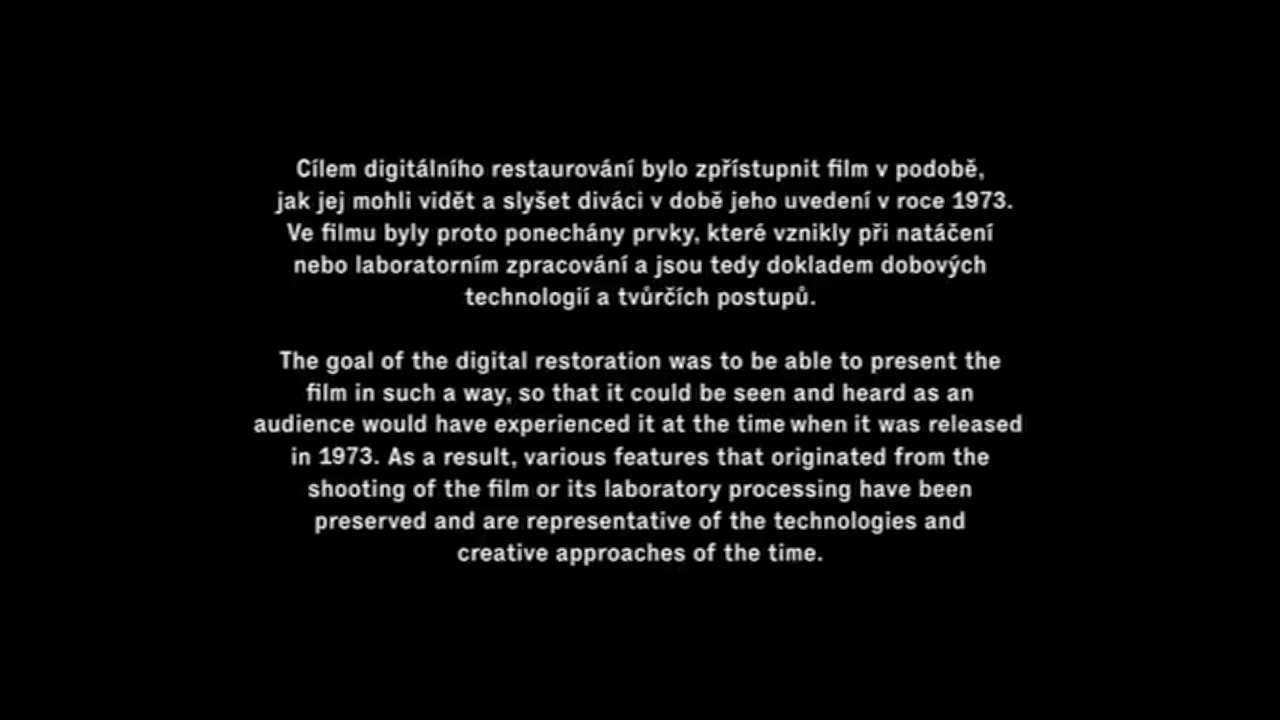 Cílem digitálního restaurování bylo zpřístupnit film v podobě,
jak jej mohli vidět a slyšet diváci v době jeho uvedení v roce 1973.
Ve filmu byly proto ponechány prvky, které vznikly při natáčení
nebo laboratorním zpracování a jsou tedy dokladem dobových
technologií a tvůrčích postupů.
The goal of the digital restoration was to be able to present the
film in such a way, so that it could be seen and heard as an
audience would have experienced it at the time when it was released
in 1973. As a result, various features that originated from the
shooting of the film or its laboratory processing have been
preserved and are representative of the technologies and
creative approaches of the time.